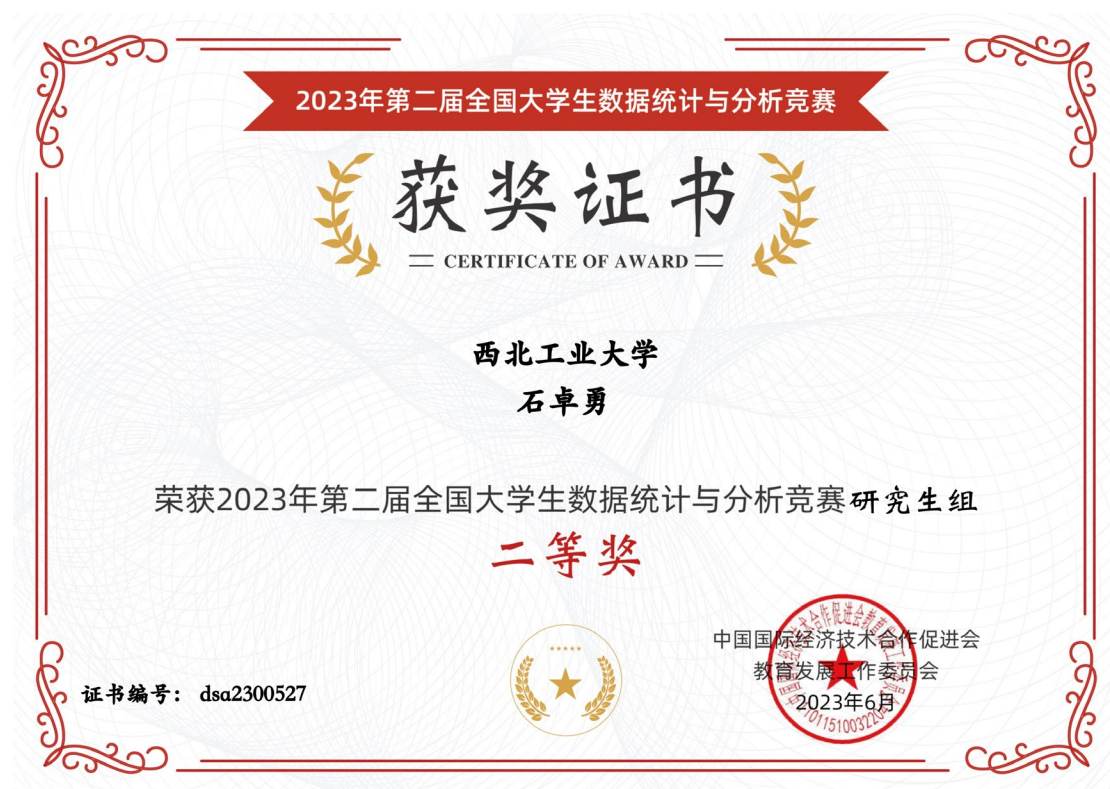 2023年第二届全国大学生数据统计与分析竞赛
获奖证书
CERTIFICATE OF AWARD
西北工业大学
石卓勇
荣获2023年第二届全国大学生数据统计与分析竞赛研究生组
二等奖
中国国际经济技术合作促进会
教育发展工作委员会
2023年6月
证书编号： dsa2300527